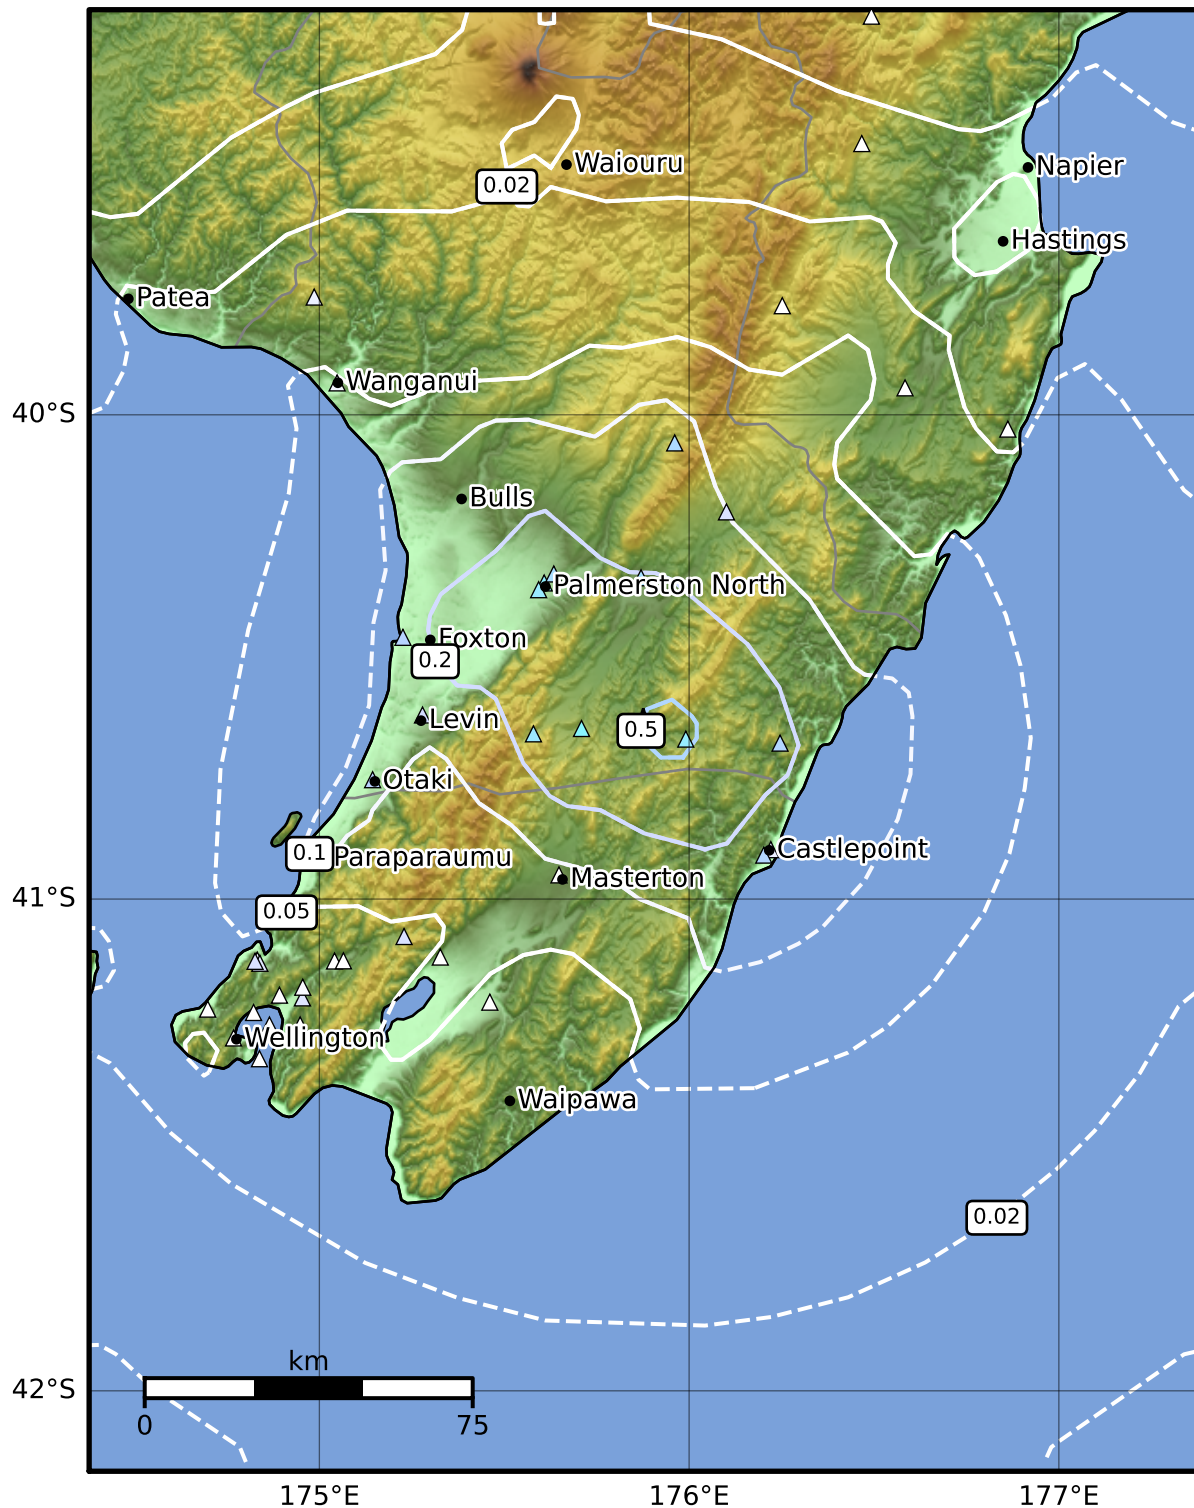 Waiouru
Napier
0.02
Hastings
Patea
Wanganui
40°S
Bulls
Palmerston North
Foxton
0.2
Levin
0.5
Otaki
0.1
Paraparaumu
Castlepoint
Masterton
41°S
0.05
Wellington
Waipawa
0.02
km
42°S
0
75
175°E
176°E
177°E